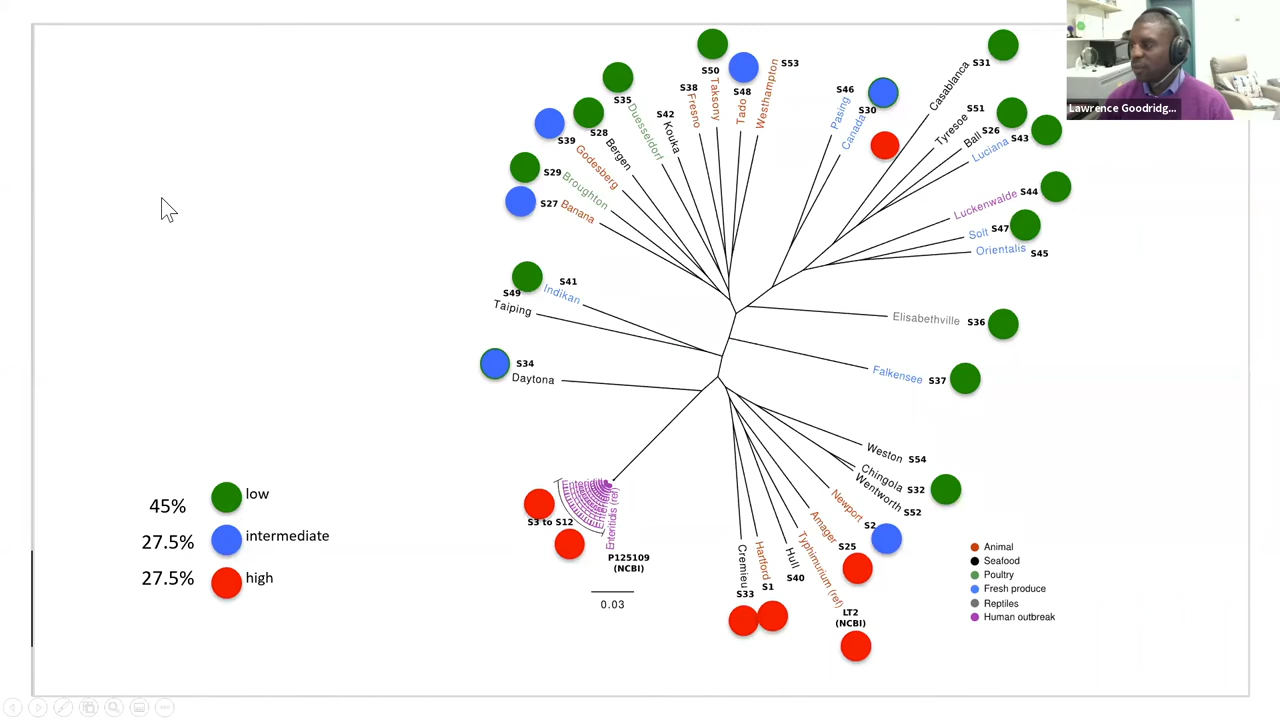 Lawrence Goodridg...
S31
Casablanca
S53
Westhampton
S50
Taksony
S48
Tado
S38
Fresno
S42
Kouka
S35
Duesseldorf
S28
Bergen
S39
Godesberg
S29
Broughton
S27
Banana
S46
Pasing
S30
Canada
S51
Tyresoe
S26
Ball
S43
Luciana
S44
Luckenwalde
S47
Solt
Orientalis
S45
S41
Indikan
S49
Taiping
Elisabethville S36
S34
Daytona
Falkensee S37
Weston S54
Chingola S32
Wentworth S52
Newport S2
Amager S25
Typhimurium (ref)
LT2
(NCBI)
Hull
S40
Hartford
S1
Cremieu
S33
S3 to S12
Enteritidis (ref)
P125109
(NCBI)
0.03
45% low
27.5% intermediate
27.5% high
Animal
Seafood
Poultry
Fresh produce
Reptiles
Human outbreak